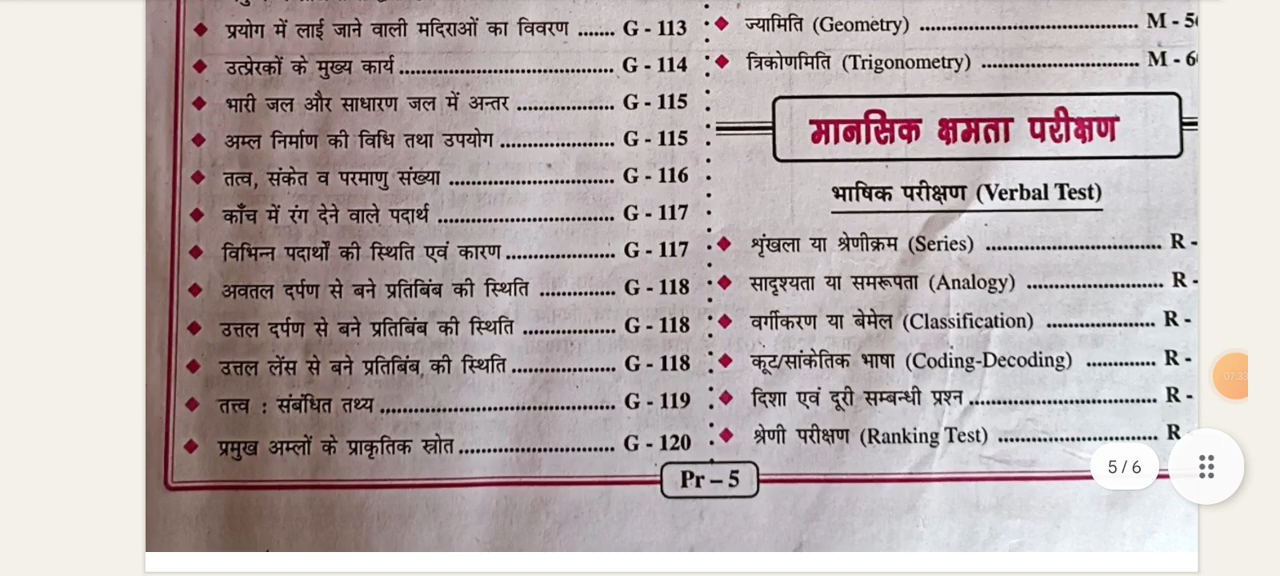 प्रयोग में लाई जाने वाली मदिराओं का विवरण ....... G - 113
उत्प्रेरकों के मुख्य कार्य ........ G - 114
भारी जल और साधारण जल में अन्तर ........ G - 115
अम्ल निर्माण की विधि तथा उपयोग ........ G - 115
तत्व, संकेत व परमाणु संख्या ........ G - 116
काँच में रंग देने वाले पदार्थ ........ G - 117
विभिन्न पदार्थों की स्थिति एवं कारण ........ G - 117
अवतल दर्पण से बने प्रतिबिंब की स्थिति ........ G - 118
उत्तल दर्पण से बने प्रतिबिंब की स्थिति ........ G - 118
उत्तल लेंस से बने प्रतिबिंब की स्थिति ........ G - 118
तत्त्व : संबंधित तथ्य ........ G - 119
प्रमुख अम्लों के प्राकृतिक स्रोत ........ G - 120
ज्यामिति (Geometry) ........ M - 5
त्रिकोणमिति (Trigonometry) ........ M - 6
मानसिक क्षमता परीक्षण
भाषिक परीक्षण (Verbal Test)
शृंखला या श्रेणीक्रम (Series) ........ R -
सादृश्यता या समरूपता (Analogy) ........ R -
वर्गीकरण या बेमेल (Classification) ........ R -
कूट/सांकेतिक भाषा (Coding-Decoding) ........ R -
दिशा एवं दूरी सम्बन्धी प्रश्न ........ R -
श्रेणी परीक्षण (Ranking Test) ........ R
Pr – 5
5 / 6
07:33